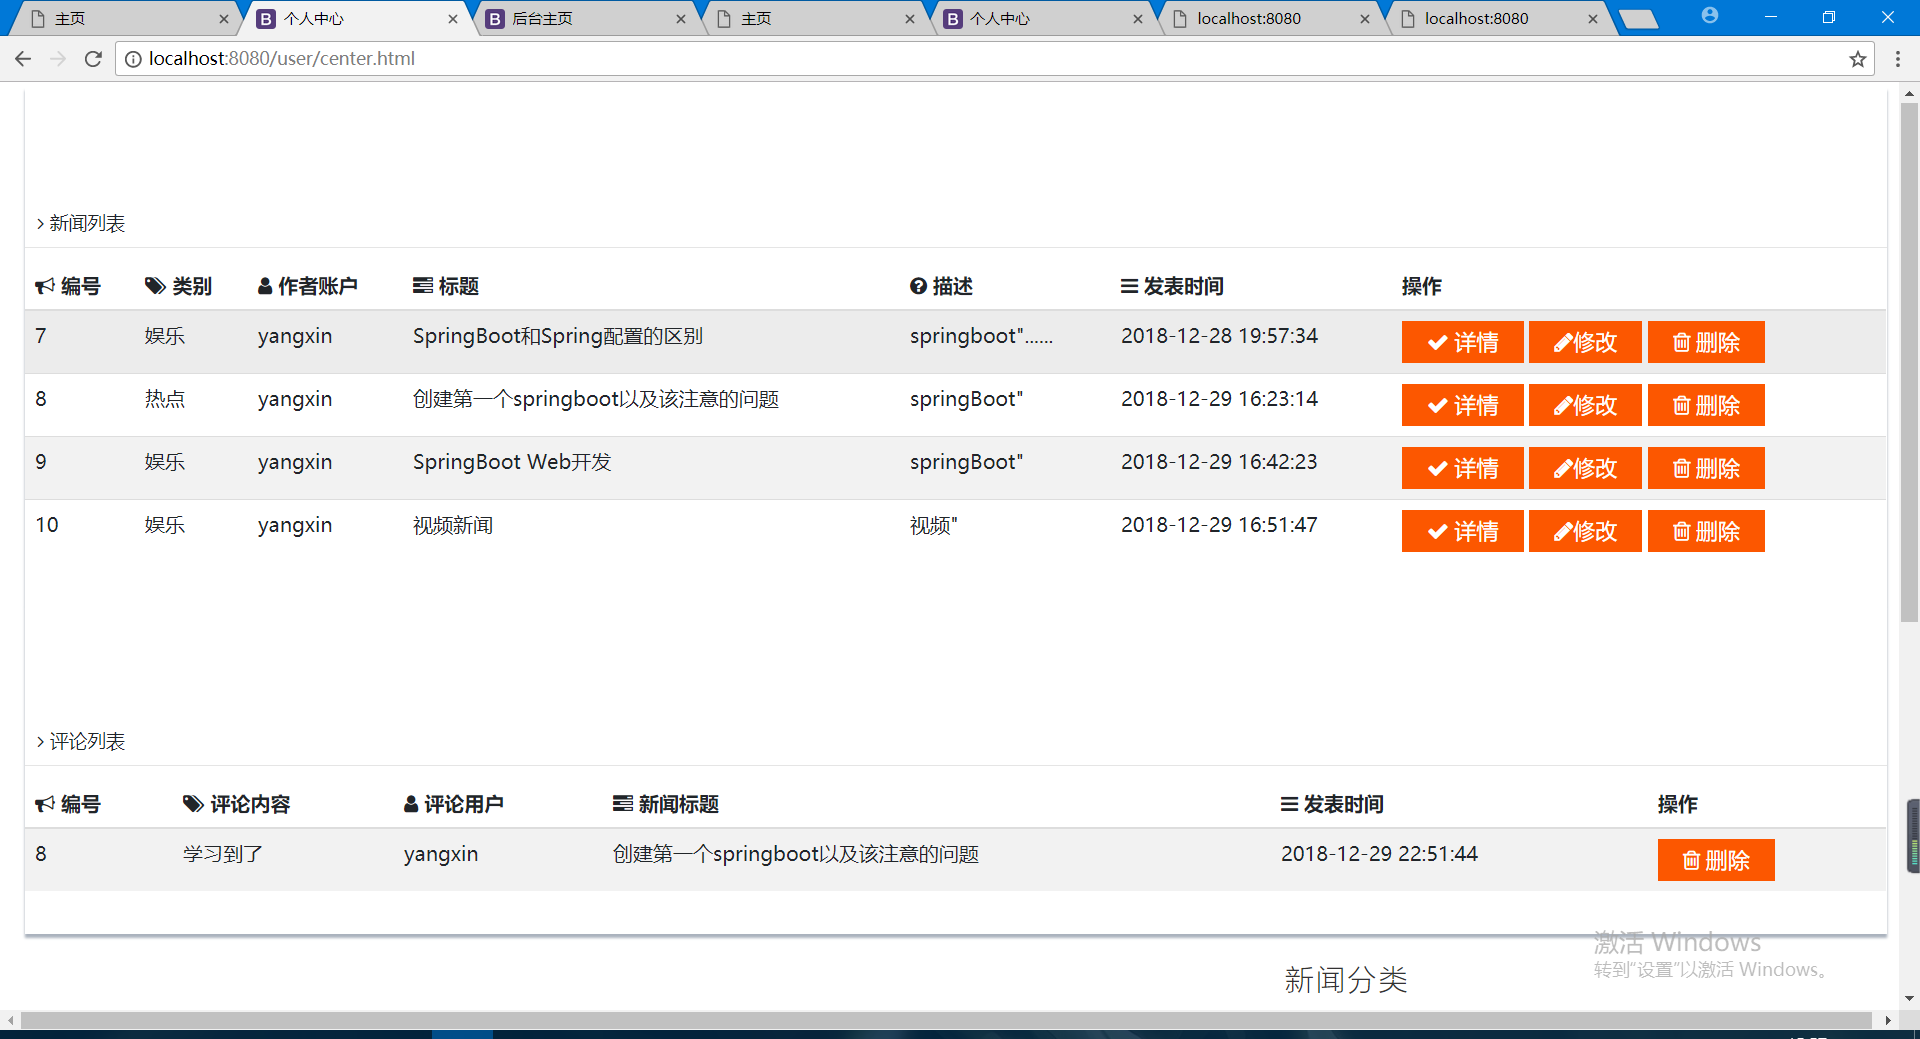 主页 个人中心 后台主页 主页 个人中心 localhost:8080 localhost:8080
localhost:8080/user/center.html
新闻列表
编号 类别 作者账户 标题 描述 发表时间 操作
7 娱乐 yangxin SpringBoot和Spring配置的区别 springboot"...... 2018-12-28 19:57:34 详情 修改 删除
8 热点 yangxin 创建第一个springboot以及该注意的问题 springBoot" 2018-12-29 16:23:14 详情 修改 删除
9 娱乐 yangxin SpringBoot Web开发 springBoot" 2018-12-29 16:42:23 详情 修改 删除
10 娱乐 yangxin 视频新闻 视频" 2018-12-29 16:51:47 详情 修改 删除
评论列表
编号 评论内容 评论用户 新闻标题 发表时间 操作
8 学习到了 yangxin 创建第一个springboot以及该注意的问题 2018-12-29 22:51:44 删除
激活 Windows
转到“设置”以激活 Windows。
新闻分类